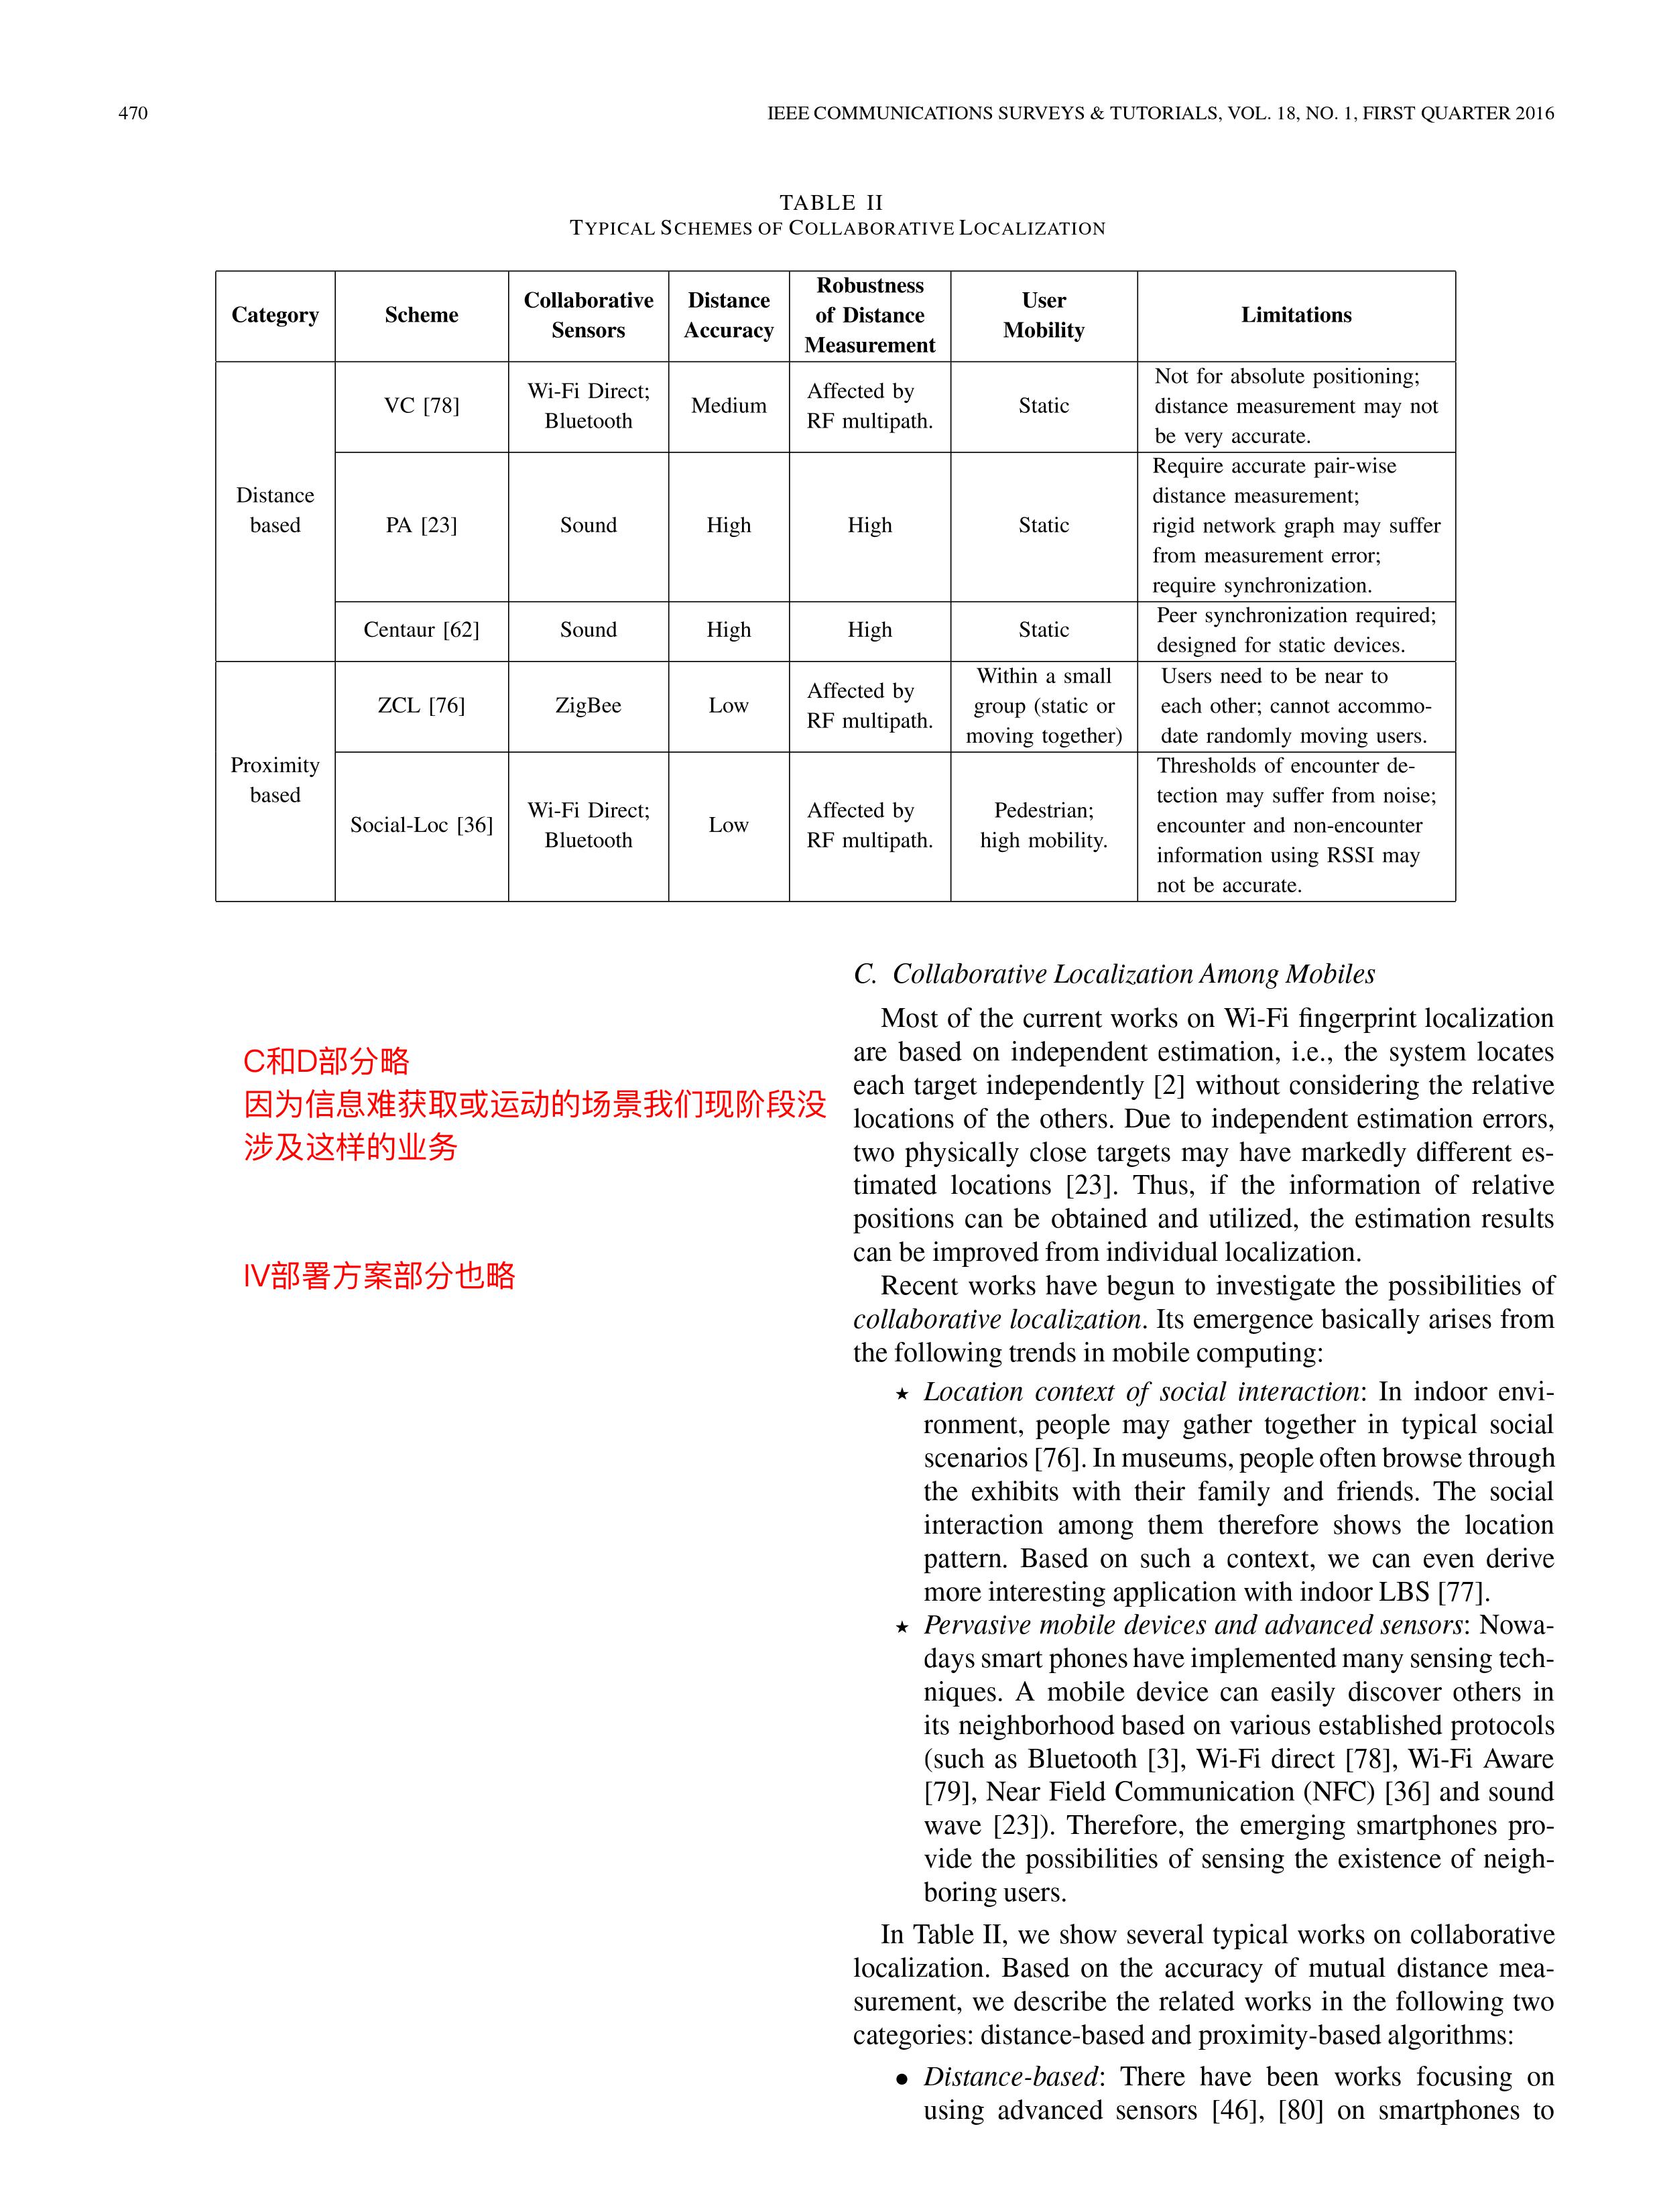 470
IEEE COMMUNICATIONS SURVEYS & TUTORIALS, VOL. 18, NO. 1, FIRST QUARTER 2016
TABLE II
TYPICAL SCHEMES OF COLLABORATIVE LOCALIZATION
Category
Scheme
Collaborative
Sensors
Distance
Accuracy
Robustness
of Distance
Measurement
User
Mobility
Limitations
Distance
based
VC [78]
Wi-Fi Direct;
Bluetooth
Medium
Affected by
RF multipath.
Static
Not for absolute positioning;
distance measurement may not
be very accurate.
PA [23]
Sound
High
High
Static
Require accurate pair-wise
distance measurement;
rigid network graph may suffer
from measurement error;
require synchronization.
Centaur [62]
Sound
High
High
Static
Peer synchronization required;
designed for static devices.
Proximity
based
ZCL [76]
ZigBee
Low
Affected by
RF multipath.
Within a small
group (static or
moving together)
Users need to be near to
each other; cannot accommo-
date randomly moving users.
Social-Loc [36]
Wi-Fi Direct;
Bluetooth
Low
Affected by
RF multipath.
Pedestrian;
high mobility.
Thresholds of encounter de-
tection may suffer from noise;
encounter and non-encounter
information using RSSI may
not be accurate.
C和D部分略
因为信息难获取或运动的场景我们现阶段没
涉及这样的业务
IV部署方案部分也略
C. Collaborative Localization Among Mobiles
Most of the current works on Wi-Fi fingerprint localization
are based on independent estimation, i.e., the system locates
each target independently [2] without considering the relative
locations of the others. Due to independent estimation errors,
two physically close targets may have markedly different es-
timated locations [23]. Thus, if the information of relative
positions can be obtained and utilized, the estimation results
can be improved from individual localization.
Recent works have begun to investigate the possibilities of
collaborative localization. Its emergence basically arises from
the following trends in mobile computing:
★ Location context of social interaction: In indoor envi-
ronment, people may gather together in typical social
scenarios [76]. In museums, people often browse through
the exhibits with their family and friends. The social
interaction among them therefore shows the location
pattern. Based on such a context, we can even derive
more interesting application with indoor LBS [77].
★ Pervasive mobile devices and advanced sensors: Nowa-
days smart phones have implemented many sensing tech-
niques. A mobile device can easily discover others in
its neighborhood based on various established protocols
(such as Bluetooth [3], Wi-Fi direct [78], Wi-Fi Aware
[79], Near Field Communication (NFC) [36] and sound
wave [23]). Therefore, the emerging smartphones pro-
vide the possibilities of sensing the existence of neigh-
boring users.
In Table II, we show several typical works on collaborative
localization. Based on the accuracy of mutual distance mea-
surement, we describe the related works in the following two
categories: distance-based and proximity-based algorithms:
• Distance-based: There have been works focusing on
using advanced sensors [46], [80] on smartphones to